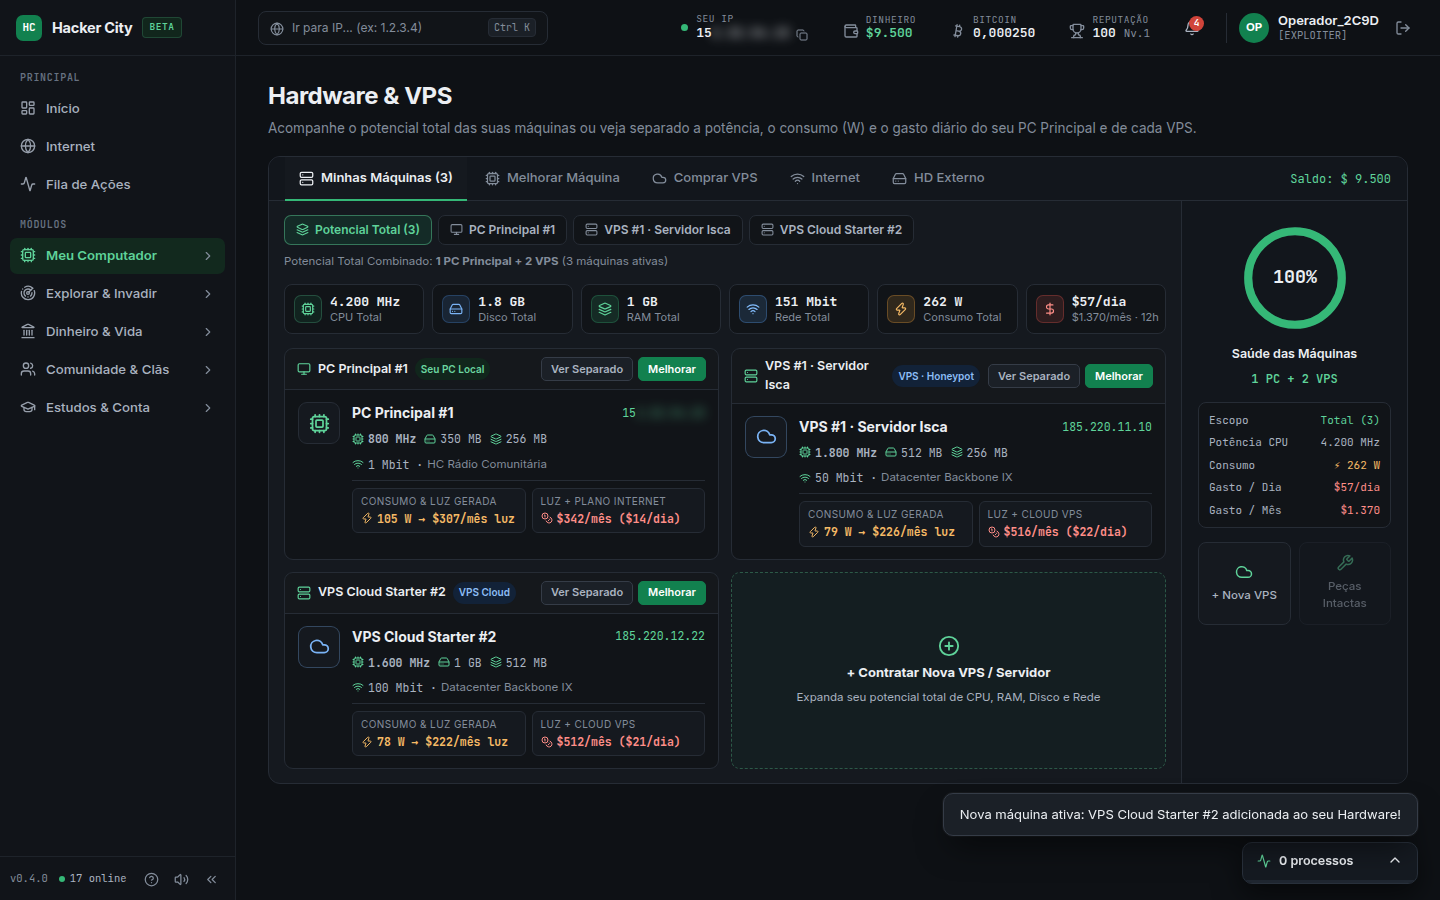 HC Hacker City BETA
Ir para IP... (ex: 1.2.3.4) Ctrl K
SEU IP
15
DINHEIRO
$9.500
BITCOIN
0,000250
REPUTAÇÃO
100 Nv.1
4
OP
Operador_2C9D
[EXPLOITER]
PRINCIPAL
Início
Internet
Fila de Ações
MÓDULOS
Meu Computador
Explorar & Invadir
Dinheiro & Vida
Comunidade & Clãs
Estudos & Conta
v0.4.0 17 online
Hardware & VPS
Acompanhe o potencial total das suas máquinas ou veja separado a potência, o consumo (W) e o gasto diário do seu PC Principal e de cada VPS.
Minhas Máquinas (3) Melhorar Máquina Comprar VPS Internet HD Externo Saldo: $ 9.500
Potencial Total (3) PC Principal #1 VPS #1 · Servidor Isca VPS Cloud Starter #2
Potencial Total Combinado: 1 PC Principal + 2 VPS (3 máquinas ativas)
4.200 MHz
CPU Total
1.8 GB
Disco Total
1 GB
RAM Total
151 Mbit
Rede Total
262 W
Consumo Total
$57/dia
$1.370/mês · 12h
PC Principal #1 Seu PC Local Ver Separado Melhorar
PC Principal #1 15
800 MHz 350 MB 256 MB
1 Mbit · HC Rádio Comunitária
CONSUMO & LUZ GERADA
105 W → $307/mês luz
LUZ + PLANO INTERNET
$342/mês ($14/dia)
VPS #1 · Servidor Isca VPS · Honeypot Ver Separado Melhorar
VPS #1 · Servidor Isca 185.220.11.10
1.800 MHz 512 MB 256 MB
50 Mbit · Datacenter Backbone IX
CONSUMO & LUZ GERADA
79 W → $226/mês luz
LUZ + CLOUD VPS
$516/mês ($22/dia)
VPS Cloud Starter #2 VPS Cloud Ver Separado Melhorar
VPS Cloud Starter #2 185.220.12.22
1.600 MHz 1 GB 512 MB
100 Mbit · Datacenter Backbone IX
CONSUMO & LUZ GERADA
78 W → $222/mês luz
LUZ + CLOUD VPS
$512/mês ($21/dia)
+ Contratar Nova VPS / Servidor
Expanda seu potencial total de CPU, RAM, Disco e Rede
100%
Saúde das Máquinas
1 PC + 2 VPS
Escopo Total (3)
Potência CPU 4.200 MHz
Consumo ⚡ 262 W
Gasto / Dia $57/dia
Gasto / Mês $1.370
+ Nova VPS
Peças
Intactas
Nova máquina ativa: VPS Cloud Starter #2 adicionada ao seu Hardware!
0 processos